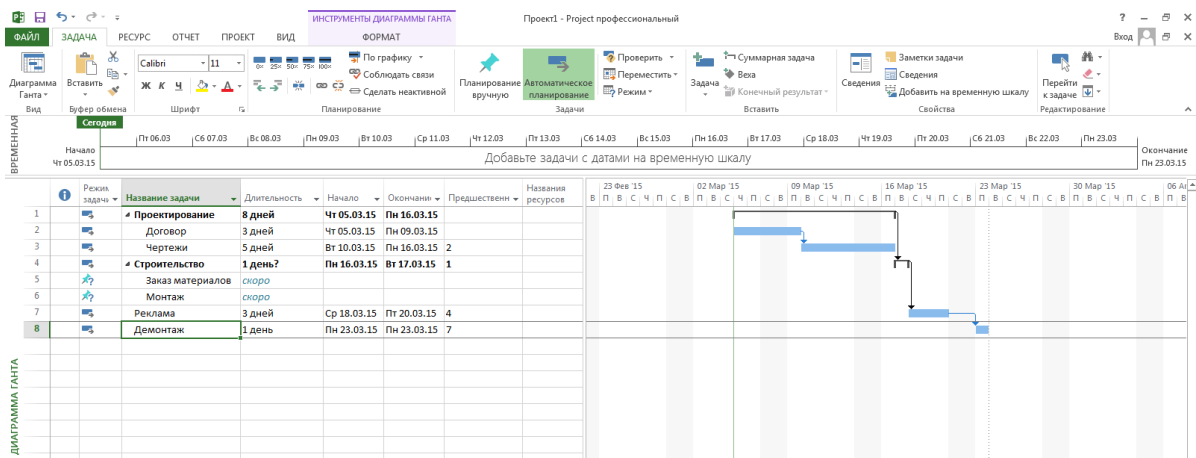 ИНСТРУМЕНТЫ ДИАГРАММЫ ГАНТА Проект1 - Project профессиональный
ФАЙЛ ЗАДАЧА РЕСУРС ОТЧЕТ ПРОЕКТ ВИД ФОРМАТ Вход
Диаграмма Ганта
Вид
Вставить
Буфер обмена
Calibri 11
Ж К Ч
Шрифт
0× 25× 50× 75× 100×
По графику
Соблюдать связи
Сделать неактивной
Планирование
Планирование вручную
Автоматическое планирование
Проверить
Переместить
Режим
Задачи
Задача
Суммарная задача
Веха
Конечный результат
Вставить
Сведения
Заметки задачи
Сведения
Добавить на временную шкалу
Свойства
Перейти к задаче
Редактирование
ВРЕМЕННАЯ
Сегодня
Пт 06.03 Сб 07.03 Вс 08.03 Пн 09.03 Вт 10.03 Ср 11.03 Чт 12.03 Пт 13.03 Сб 14.03 Вс 15.03 Пн 16.03 Вт 17.03 Ср 18.03 Чт 19.03 Пт 20.03 Сб 21.03 Вс 22.03 Пн 23.03
Начало
Чт 05.03.15
Добавьте задачи с датами на временную шкалу
Окончание
Пн 23.03.15
Режим задачи Название задачи Длительность Начало Окончание Предшественн Названия ресурсов
23 Фев '15 02 Мар '15 09 Мар '15 16 Мар '15 23 Мар '15 30 Мар '15 06
В П В С Ч П С В П В С Ч П С В П В С Ч П С В П В С Ч П С В П В С Ч П С В П В С Ч П С В П В
1 Проектирование 8 дней Чт 05.03.15 Пн 16.03.15
2 Договор 3 дней Чт 05.03.15 Пн 09.03.15
3 Чертежи 5 дней Вт 10.03.15 Пн 16.03.15 2
4 Строительство 1 день? Пн 16.03.15 Вт 17.03.15 1
5 Заказ материалов скоро
6 Монтаж скоро
7 Реклама 3 дней Ср 18.03.15 Пт 20.03.15 4
8 Демонтаж 1 день Пн 23.03.15 Пн 23.03.15 7
ДИАГРАММА ГАНТА